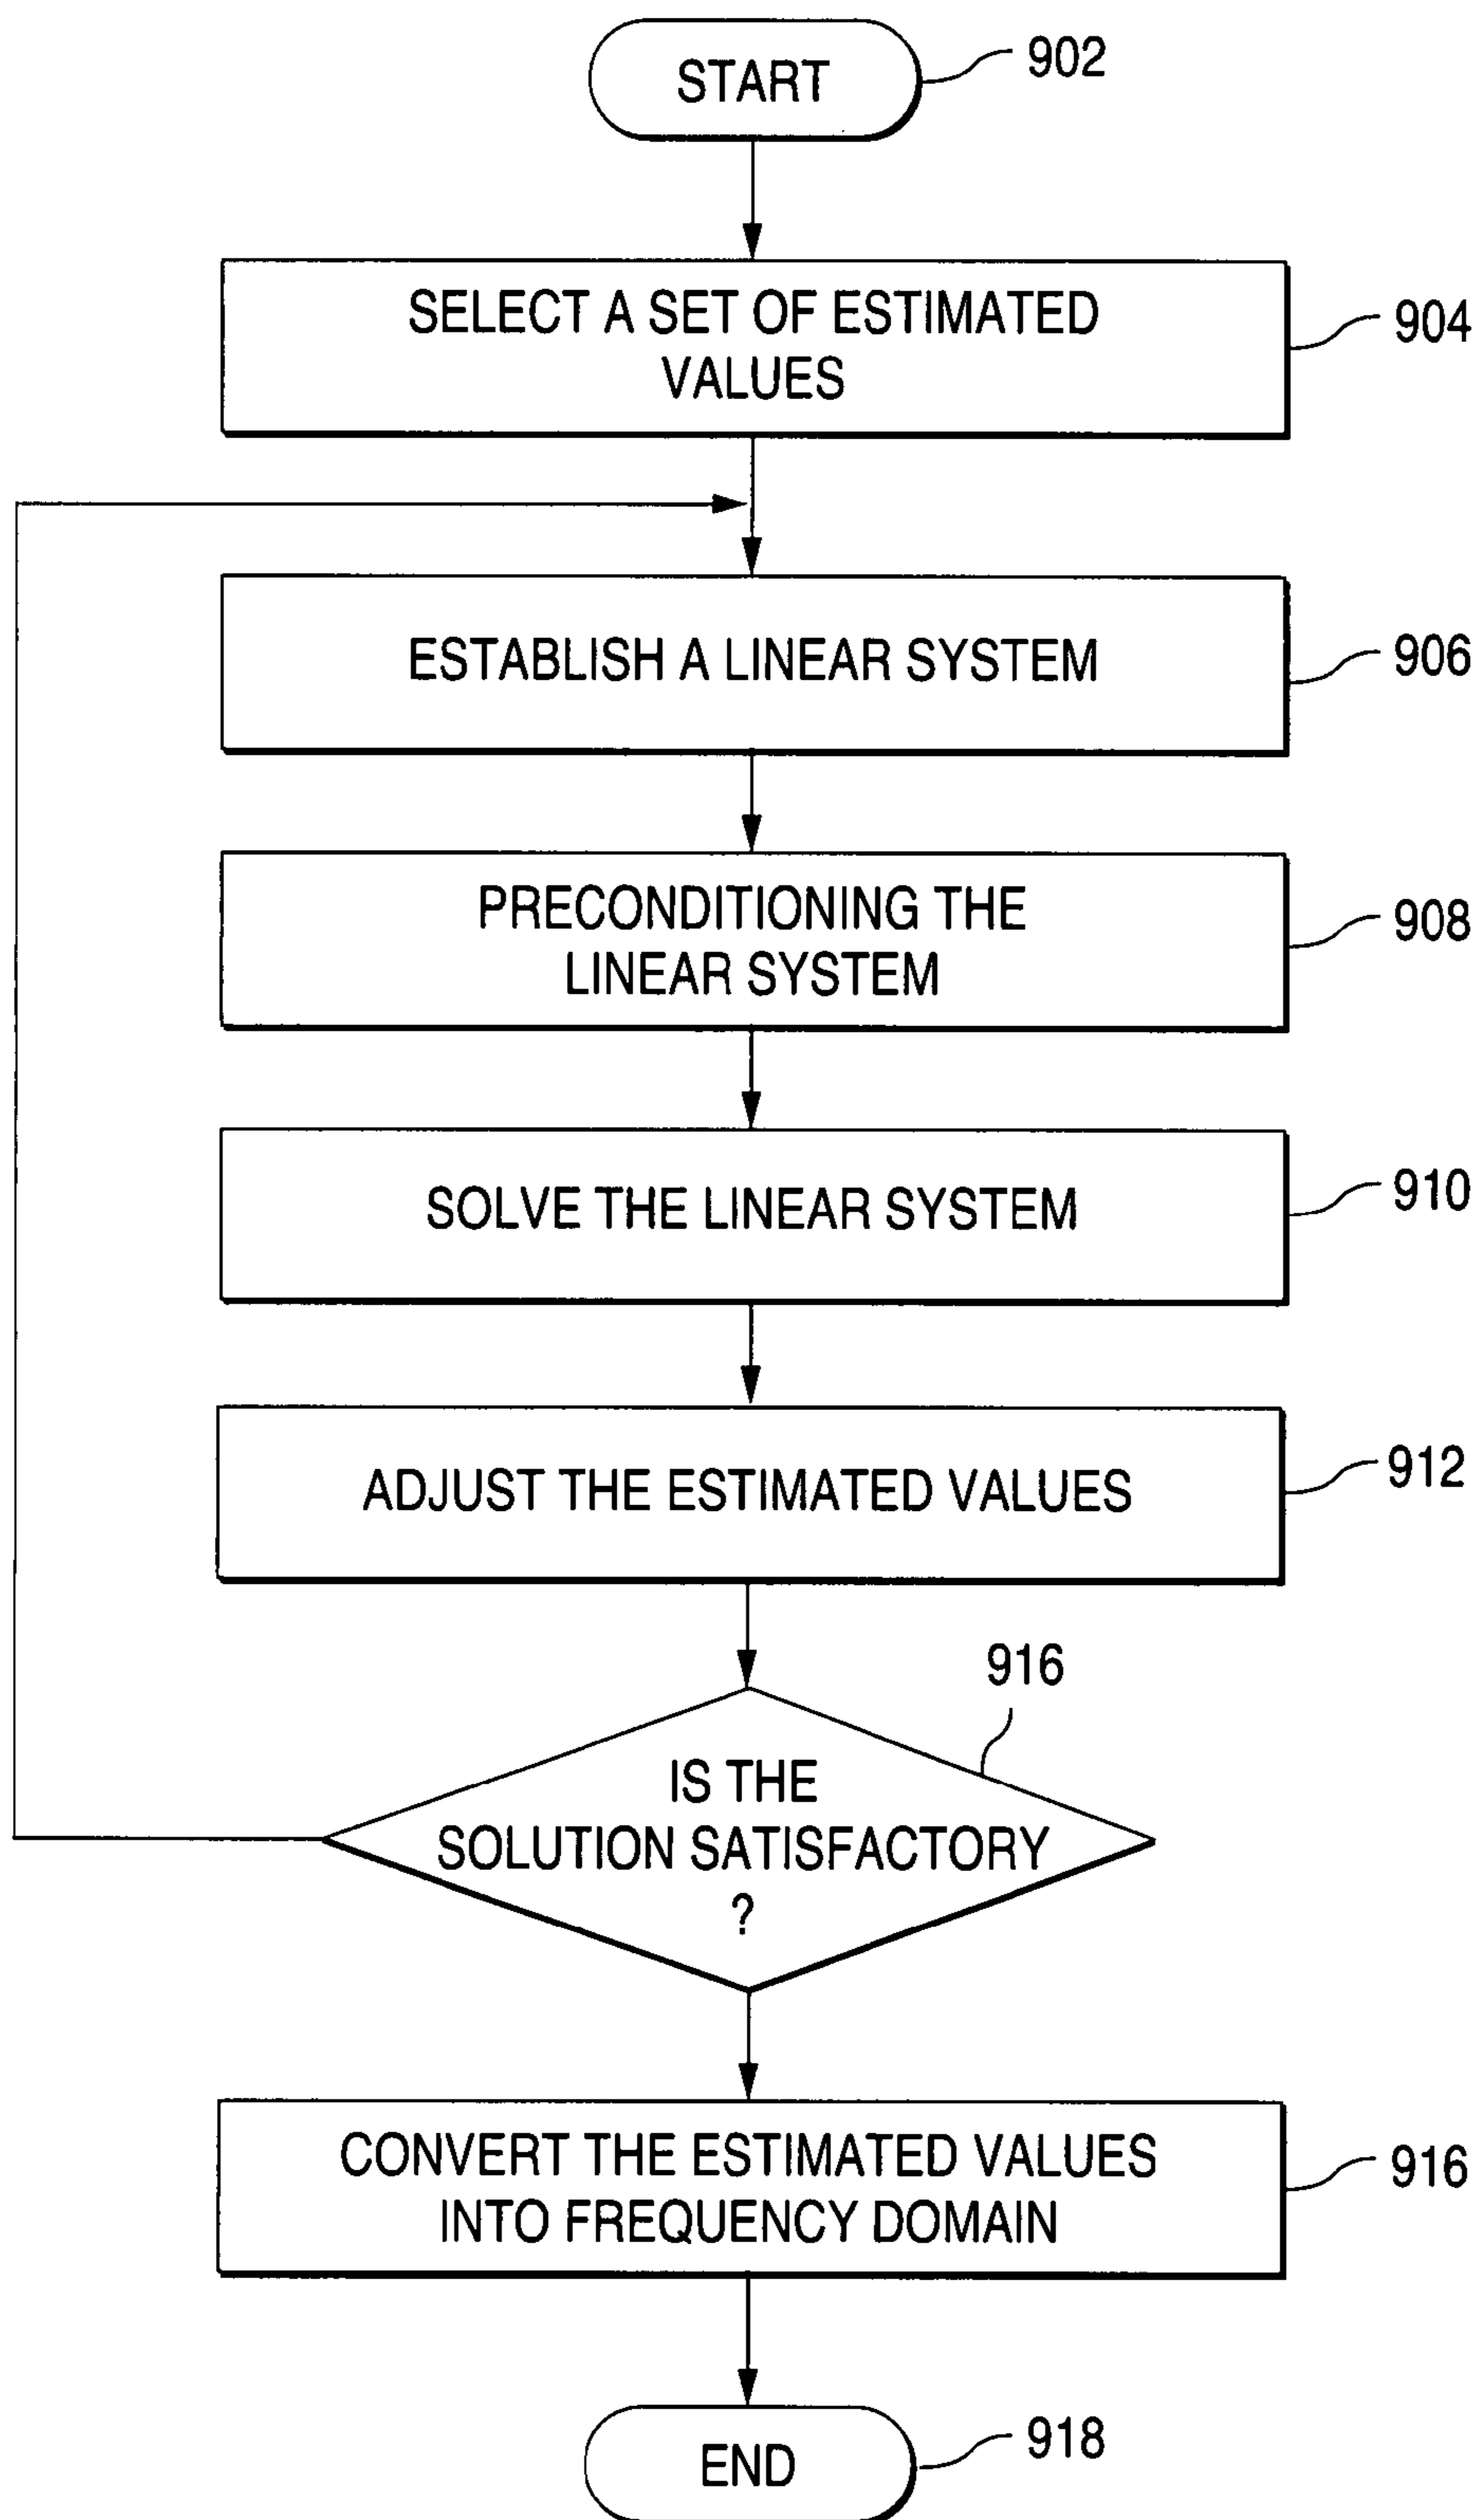 START
902
SELECT A SET OF ESTIMATED
VALUES
904
ESTABLISH A LINEAR SYSTEM
906
PRECONDITIONING THE
LINEAR SYSTEM
908
SOLVE THE LINEAR SYSTEM
910
ADJUST THE ESTIMATED VALUES
912
916
IS THE
SOLUTION SATISFACTORY
?
CONVERT THE ESTIMATED VALUES
INTO FREQUENCY DOMAIN
916
END
918